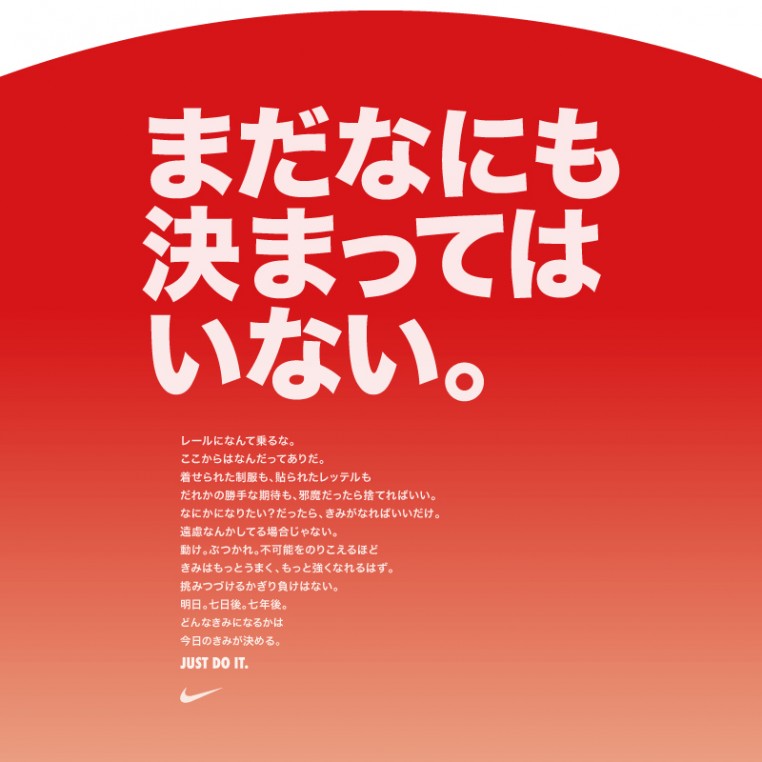 まだなにも
決まっては
いない。
レールになんて乗るな。
ここからはなんだってありだ。
着せられた制服も、貼られたレッテルも
だれかの勝手な期待も、邪魔だったら捨てればいい。
なにかになりたい？だったら、きみがなればいいだけ。
遠慮なんかしてる場合じゃない。
動け。ぶつかれ。不可能をのりこえるほど
きみはもっとうまく、もっと強くなれるはず。
挑みつづけるかぎり負けはない。
明日。七日後。七年後。
どんなきみになるかは
今日のきみが決める。
JUST DO IT.